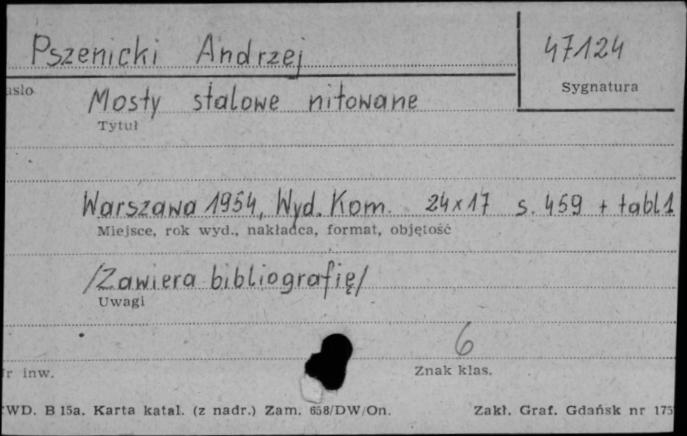 Pszenicki Andrzej
47124
asło
Sygnatura
Mosty stalowe nitowane
Tytuł
Warszawa 1954, Wyd. Kom. 24x17 s. 459 + tabl 1
Miejsce, rok wyd., nakładca, format, objętość
/Zawiera bibliografię/
Uwagi
6
r inw.
Znak klas.
WD. B 15a. Karta katal. (z nadr.) Zam. 658/DW/On.
Zakł. Graf. Gdańsk nr 175